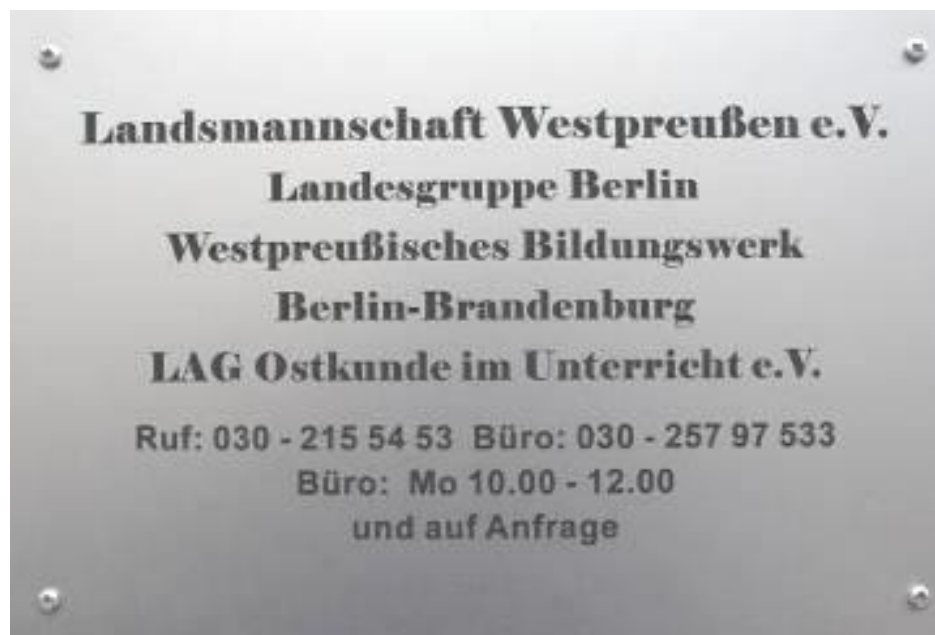 Landsmannschaft Westpreußen e.V.
Landesgruppe Berlin
Westpreußisches Bildungswerk
Berlin-Brandenburg
LAG Ostkunde im Unterricht e.V.
Ruf: 030 - 215 54 53 Büro: 030 - 257 97 533
Büro: Mo 10.00 - 12.00
und auf Anfrage